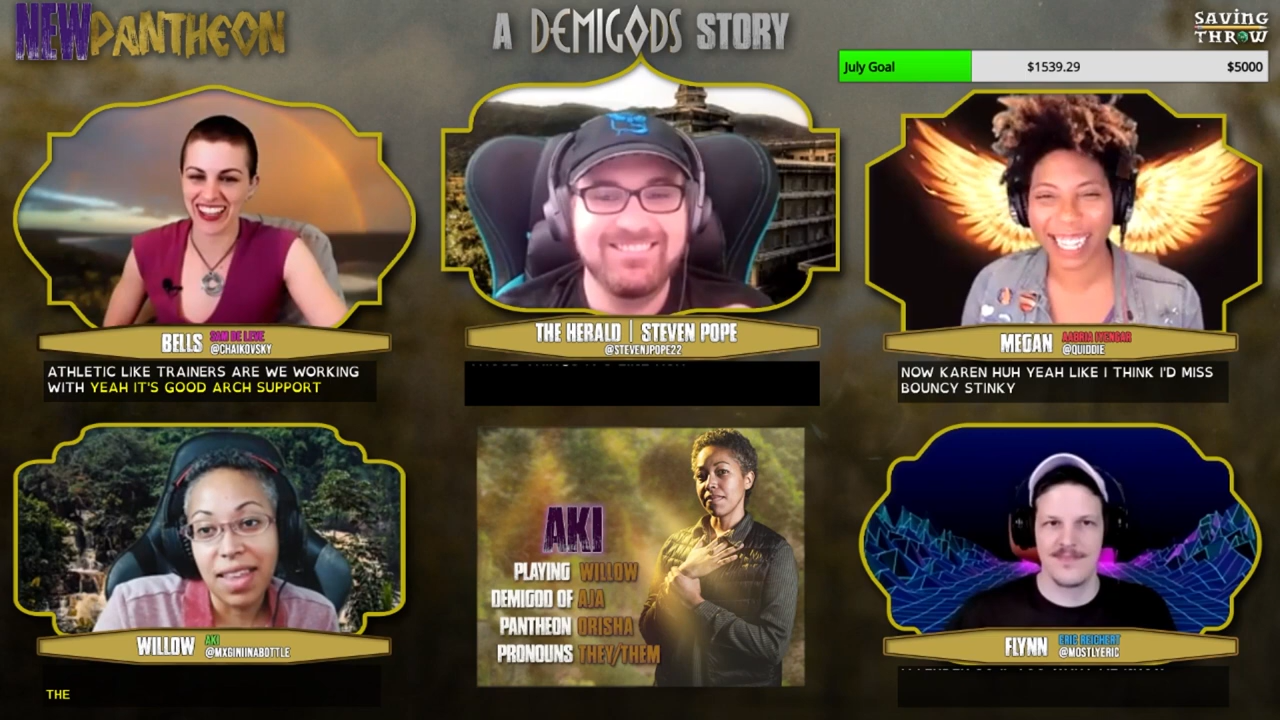 NEW PANTHEON
A DEMIGODS STORY
SAVING
THROW
July Goal $1539.29 $5000
BELLS SAM DE LEVE
@CHAIKOVSKY
THE HERALD | STEVEN POPE
@STEVENJPOPE22
MEGAN AABRIA IYENGAR
@QUIDDIE
ATHLETIC LIKE TRAINERS ARE WE WORKING
WITH YEAH IT'S GOOD ARCH SUPPORT
NOW KAREN HUH YEAH LIKE I THINK I'D MISS
BOUNCY STINKY
AKI
PLAYING WILLOW
DEMIGOD OF AJA
PANTHEON ORISHA
PRONOUNS THEY/THEM
WILLOW AKI
@MXGINIINABOTTLE
FLYNN ERIC REICHERT
@MOSTLYERIC
THE